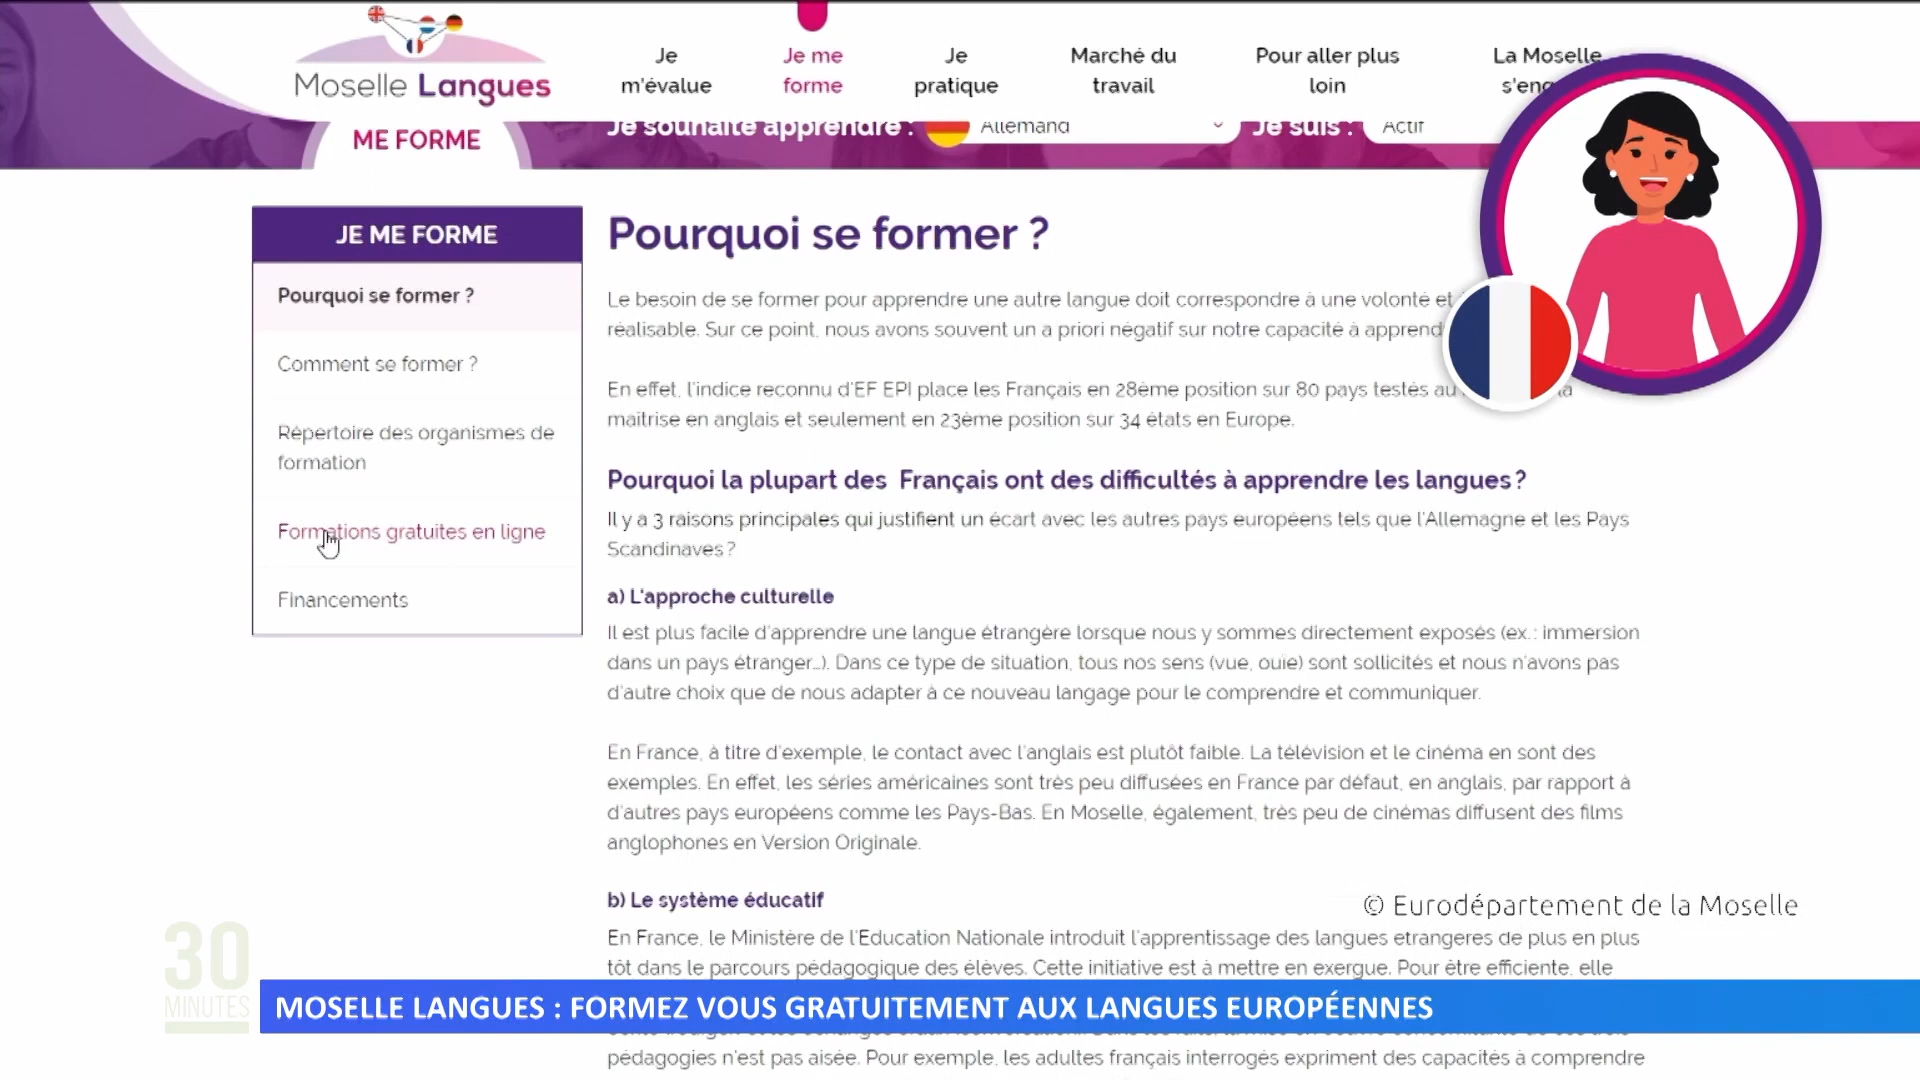 Moselle Langues
Je m'évalue
Je me forme
Je pratique
Marché du travail
Pour aller plus loin
La Moselle
ME FORME
Je souhaite apprendre :
Allemand
Je suis :
Actif
JE ME FORME
Pourquoi se former ?
Comment se former ?
Répertoire des organismes de
formation
Formations gratuites en ligne
Financements
Pourquoi se former ?
Le besoin de se former pour apprendre une autre langue doit correspondre à une volonté et
réalisable. Sur ce point, nous avons souvent un a priori négatif sur notre capacité à
En effet, l'indice reconnu d'EF EPI place les Français en 28ème position sur 80 pays testés au
maitrise en anglais et seulement en 23ème position sur 34 états en Europe.
Pourquoi la plupart des Français ont des difficultés à apprendre les langues ?
Il y a 3 raisons principales qui justifient un écart avec les autres pays européens tels que l'Allemagne et les Pays
Scandinaves ?
a) L'approche culturelle
Il est plus facile d'apprendre une langue étrangère lorsque nous y sommes directement exposés (ex. : immersion
dans un pays étranger...). Dans ce type de situation, tous nos sens (vue, ouïe) sont sollicités et nous n'avons pas
d'autre choix que de nous adapter à ce nouveau langage pour le comprendre et communiquer.
En France, à titre d'exemple, le contact avec l'anglais est plutôt faible. La télévision et le cinéma en sont des
exemples. En effet, les séries américaines sont très peu diffusées en France par défaut, en anglais, par rapport à
d'autres pays européens comme les Pays-Bas. En Moselle, également, très peu de cinémas diffusent des films
anglophones en Version Originale.
b) Le système éducatif
© Eurodépartement de la Moselle
En France, le Ministère de l'Education Nationale introduit l'apprentissage des langues etrangeres de plus en plus
tôt dans le parcours pédagogique des élèves. Cette initiative est à mettre en exergue. Pour être efficiente, elle
30
MINUTES
MOSELLE LANGUES : FORMEZ VOUS GRATUITEMENT AUX LANGUES EUROPÉENNES
pédagogies n'est pas aisée. Pour exemple, les adultes français interrogés expriment des capacités à comprendre